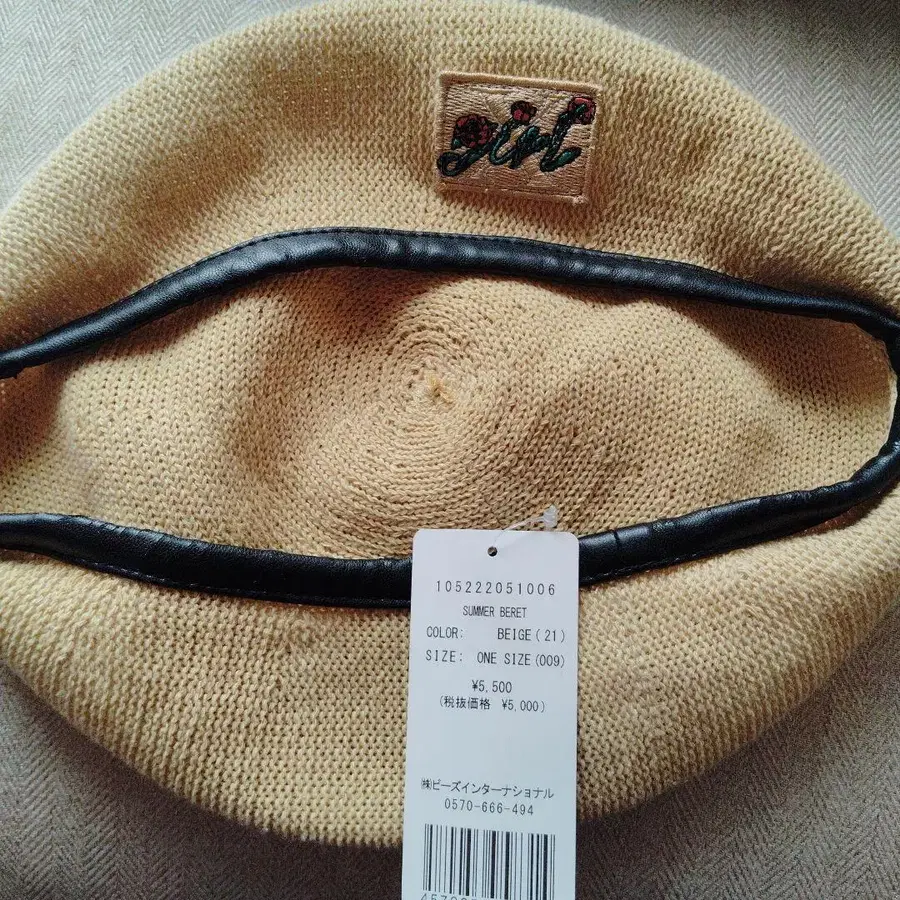 girl
105222051006
SUMMER BERET
COLOR: BEIGE(21)
SIZE: ONE SIZE(009)
¥5,500
(税抜価格 ¥5,000)
㈱ビーズインターナショナル
0570-666-494